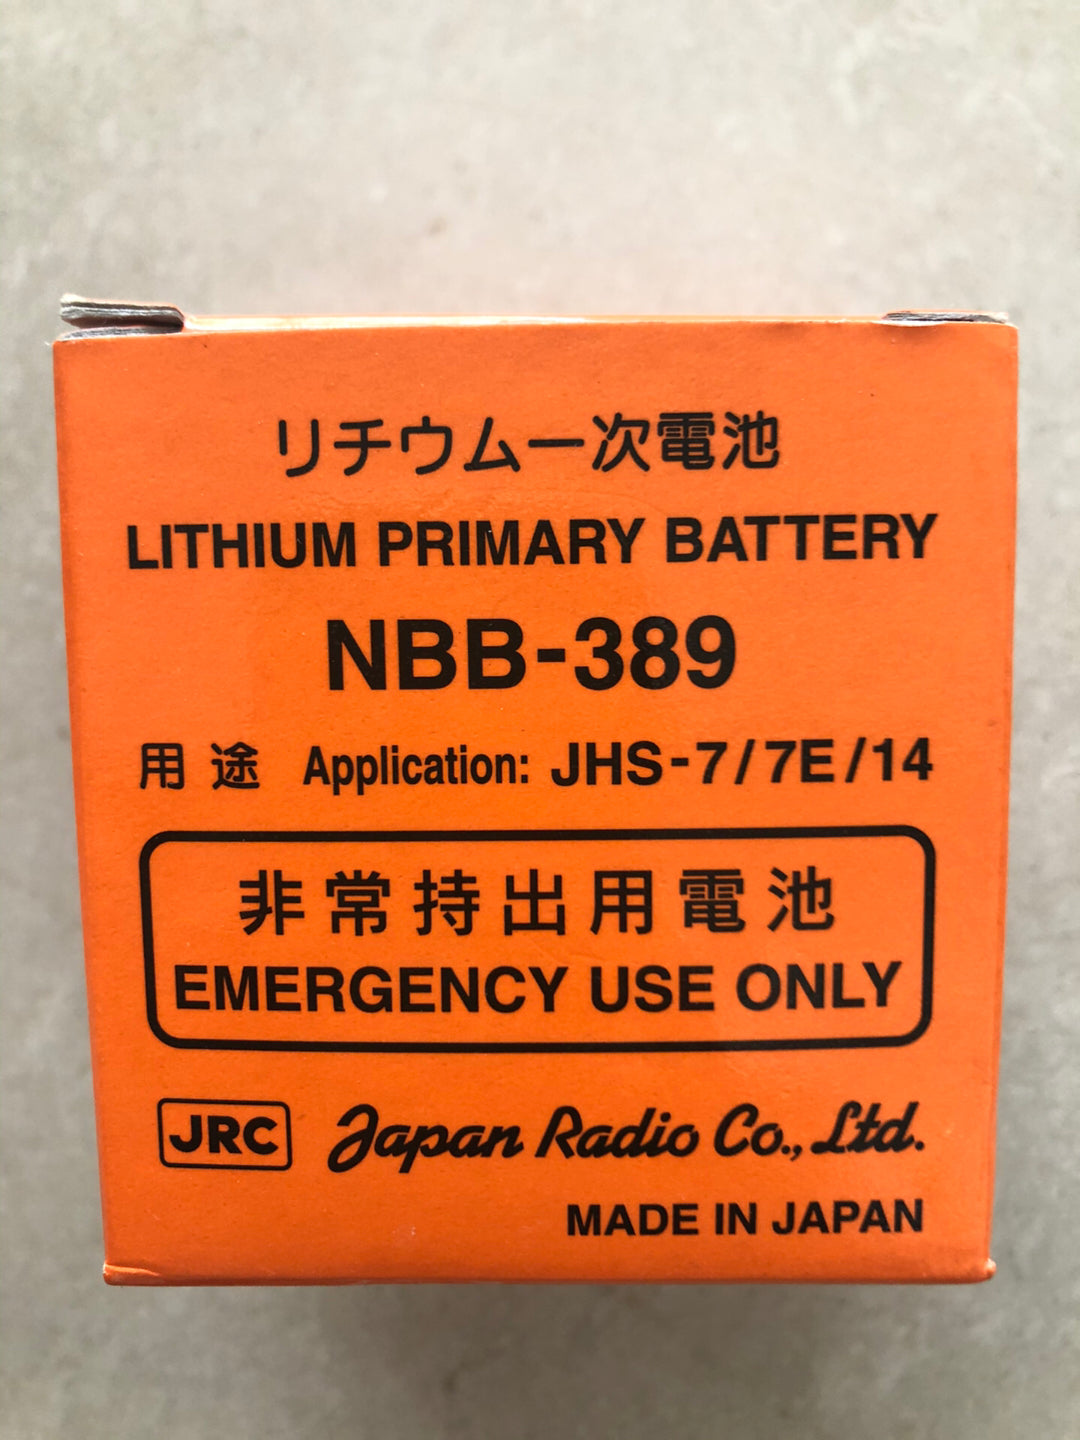 リチウム一次電池
LITHIUM PRIMARY BATTERY
NBB-389
用途 Application: JHS-7/7E/14
非常持出用電池
EMERGENCY USE ONLY
JRC Japan Radio Co., Ltd.
MADE IN JAPAN